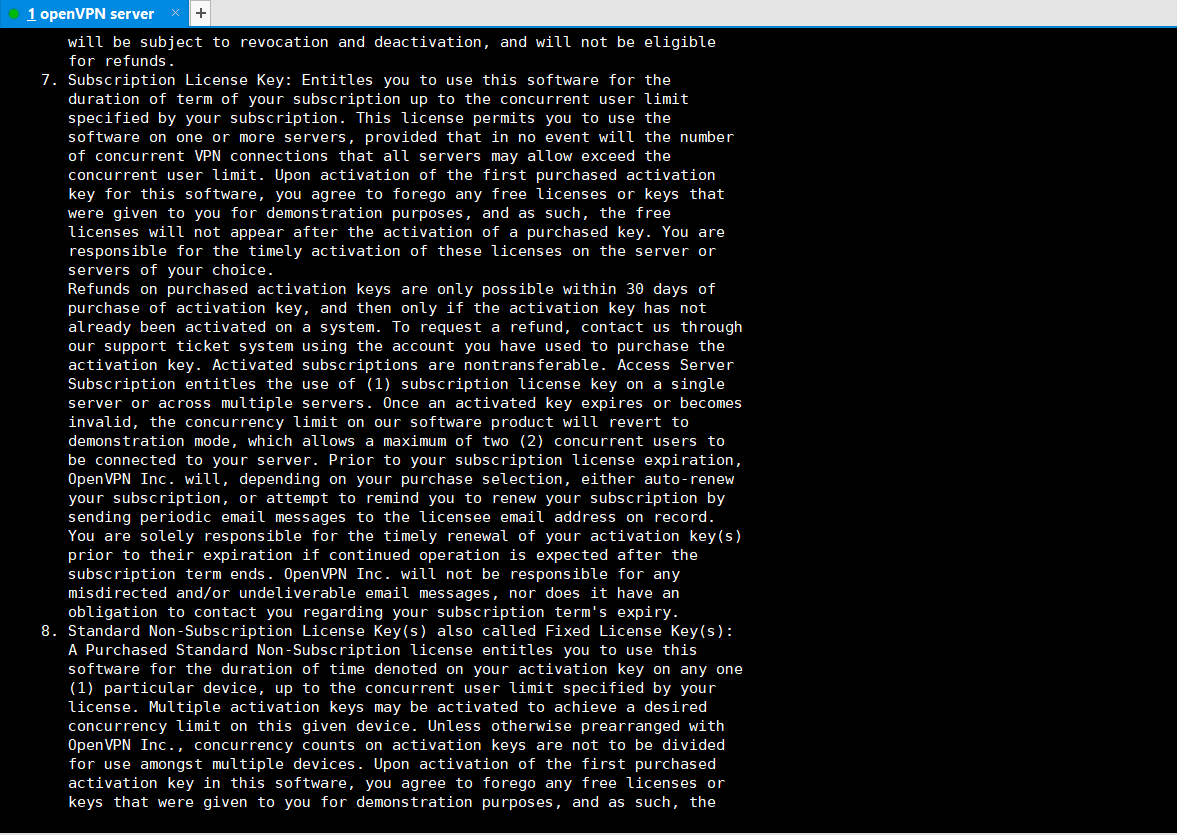 1 openVPN server × +
will be subject to revocation and deactivation, and will not be eligible
for refunds.
7. Subscription License Key: Entitles you to use this software for the
duration of term of your subscription up to the concurrent user limit
specified by your subscription. This license permits you to use the
software on one or more servers, provided that in no event will the number
of concurrent VPN connections that all servers may allow exceed the
concurrent user limit. Upon activation of the first purchased activation
key for this software, you agree to forego any free licenses or keys that
were given to you for demonstration purposes, and as such, the free
licenses will not appear after the activation of a purchased key. You are
responsible for the timely activation of these licenses on the server or
servers of your choice.
Refunds on purchased activation keys are only possible within 30 days of
purchase of activation key, and then only if the activation key has not
already been activated on a system. To request a refund, contact us through
our support ticket system using the account you have used to purchase the
activation key. Activated subscriptions are nontransferable. Access Server
Subscription entitles the use of (1) subscription license key on a single
server or across multiple servers. Once an activated key expires or becomes
invalid, the concurrency limit on our software product will revert to
demonstration mode, which allows a maximum of two (2) concurrent users to
be connected to your server. Prior to your subscription license expiration,
OpenVPN Inc. will, depending on your purchase selection, either auto-renew
your subscription, or attempt to remind you to renew your subscription by
sending periodic email messages to the licensee email address on record.
You are solely responsible for the timely renewal of your activation key(s)
prior to their expiration if continued operation is expected after the
subscription term ends. OpenVPN Inc. will not be responsible for any
misdirected and/or undeliverable email messages, nor does it have an
obligation to contact you regarding your subscription term's expiry.
8. Standard Non-Subscription License Key(s) also called Fixed License Key(s):
A Purchased Standard Non-Subscription license entitles you to use this
software for the duration of time denoted on your activation key on any one
(1) particular device, up to the concurrent user limit specified by your
license. Multiple activation keys may be activated to achieve a desired
concurrency limit on this given device. Unless otherwise prearranged with
OpenVPN Inc., concurrency counts on activation keys are not to be divided
for use amongst multiple devices. Upon activation of the first purchased
activation key in this software, you agree to forego any free licenses or
keys that were given to you for demonstration purposes, and as such, the